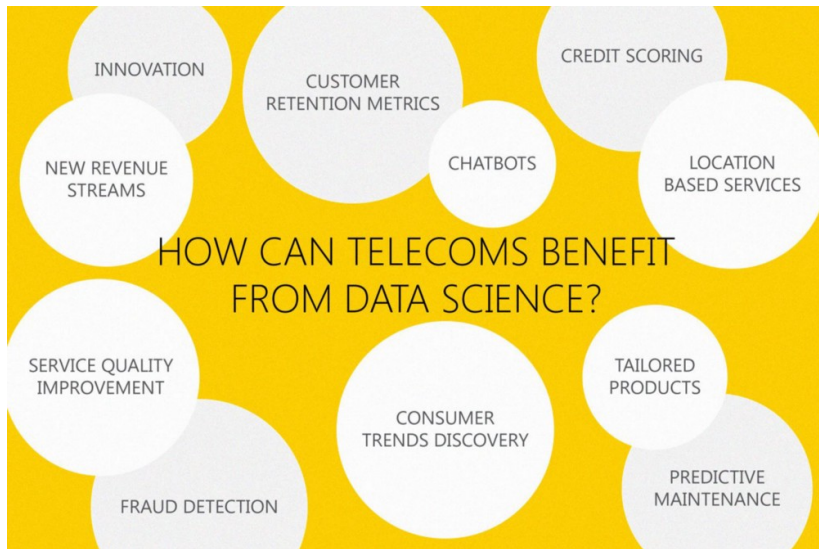 INNOVATION
CUSTOMER
RETENTION METRICS
CREDIT SCORING
NEW REVENUE
STREAMS
CHATBOTS
LOCATION
BASED SERVICES
HOW CAN TELECOMS BENEFIT
FROM DATA SCIENCE?
SERVICE QUALITY
IMPROVEMENT
CONSUMER
TRENDS DISCOVERY
TAILORED
PRODUCTS
FRAUD DETECTION
PREDICTIVE
MAINTENANCE